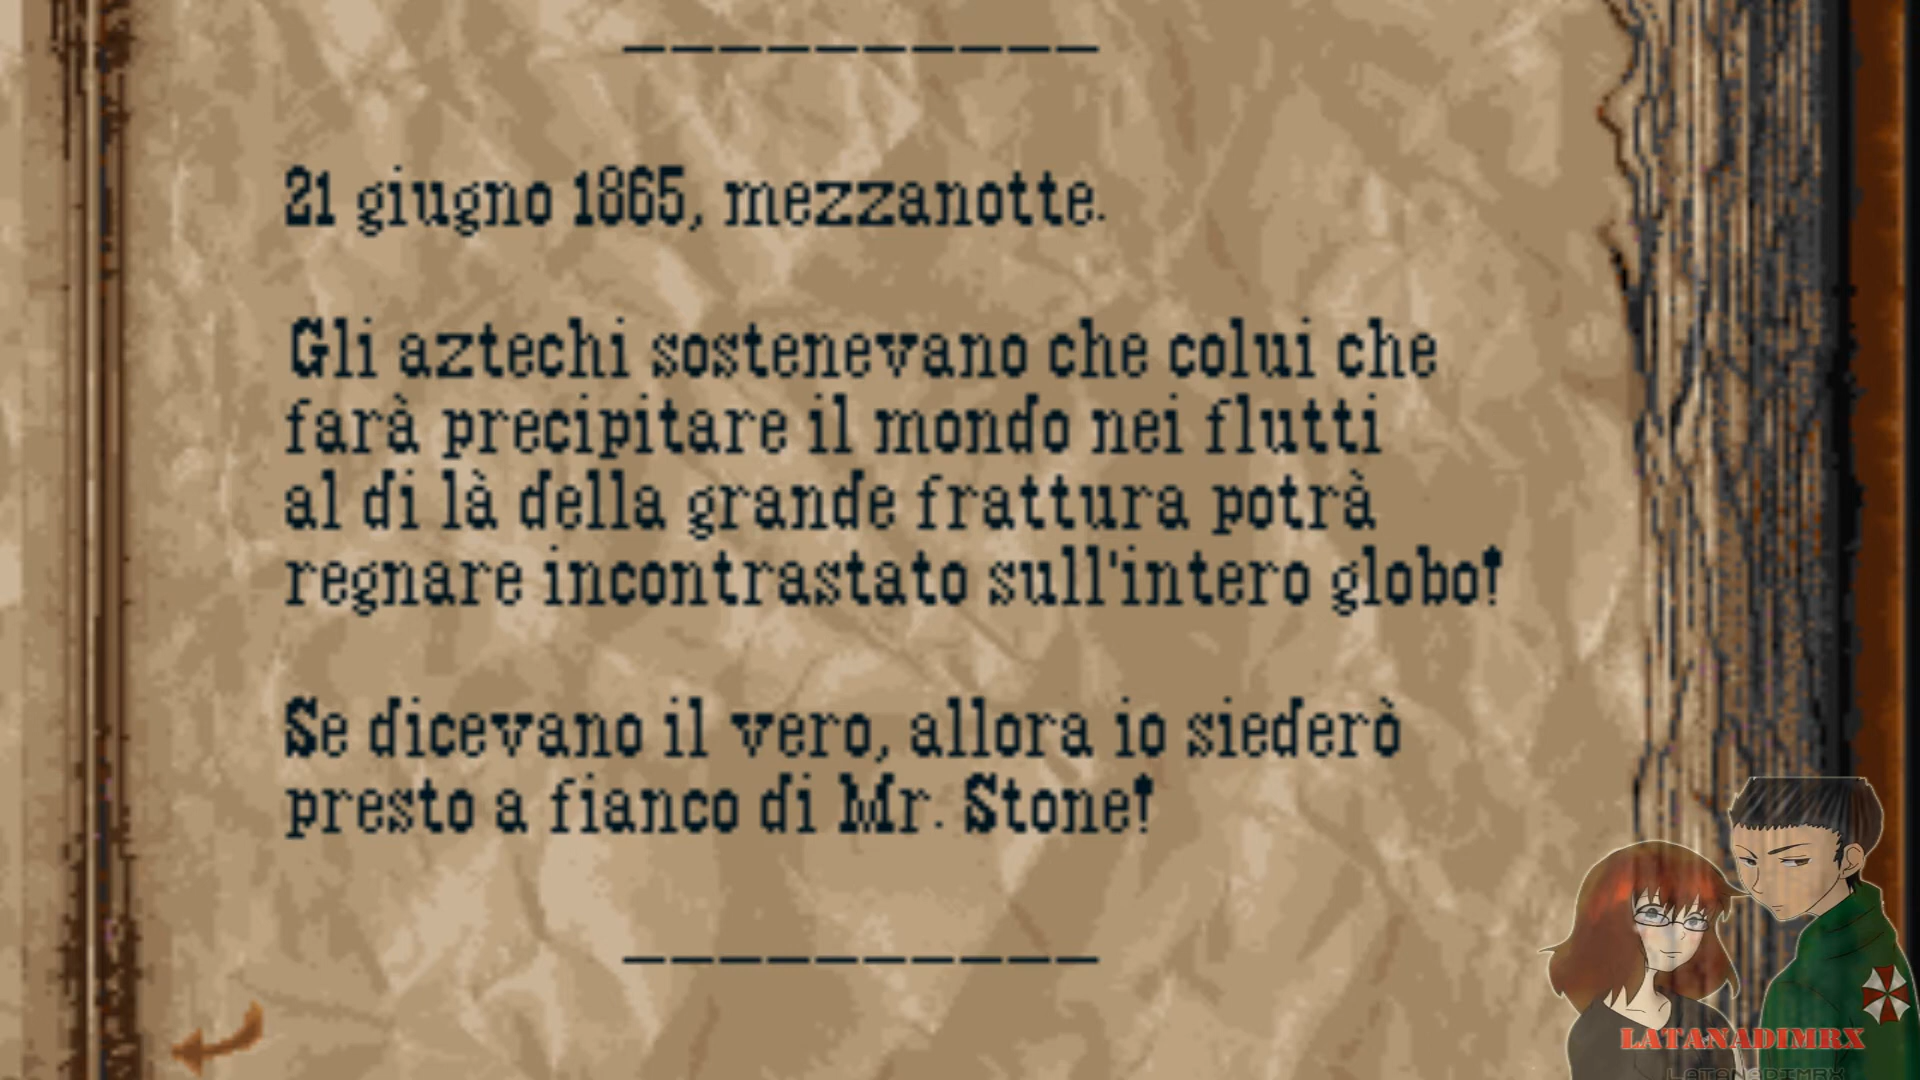 21 giugno 1865, mezzanotte.
Gli aztechi sostenevano che colui che
farà precipitare il mondo nei flutti
al di là della grande frattura potrà
regnare incontrastato sull'intero globo!
Se dicevano il vero, allora io siederò
presto a fianco di Mr. Stone!
LATANADIMRX
LATANADIMRX